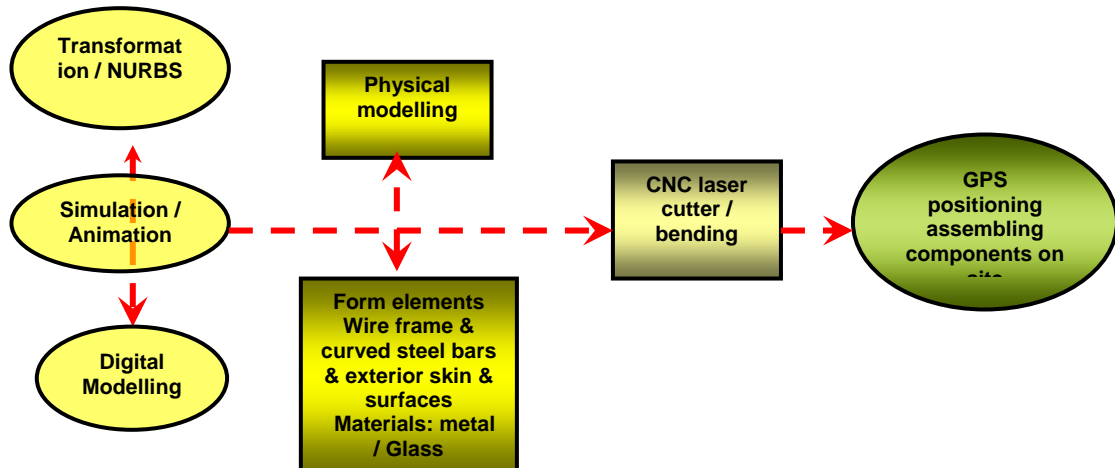 Transformat
ion / NURBS
Simulation /
Animation
Digital
Modelling
Physical
modelling
Form elements
Wire frame &
curved steel bars
& exterior skin &
surfaces
Materials: metal
/ Glass
CNC laser
cutter /
bending
GPS
positioning
assembling
components on
site